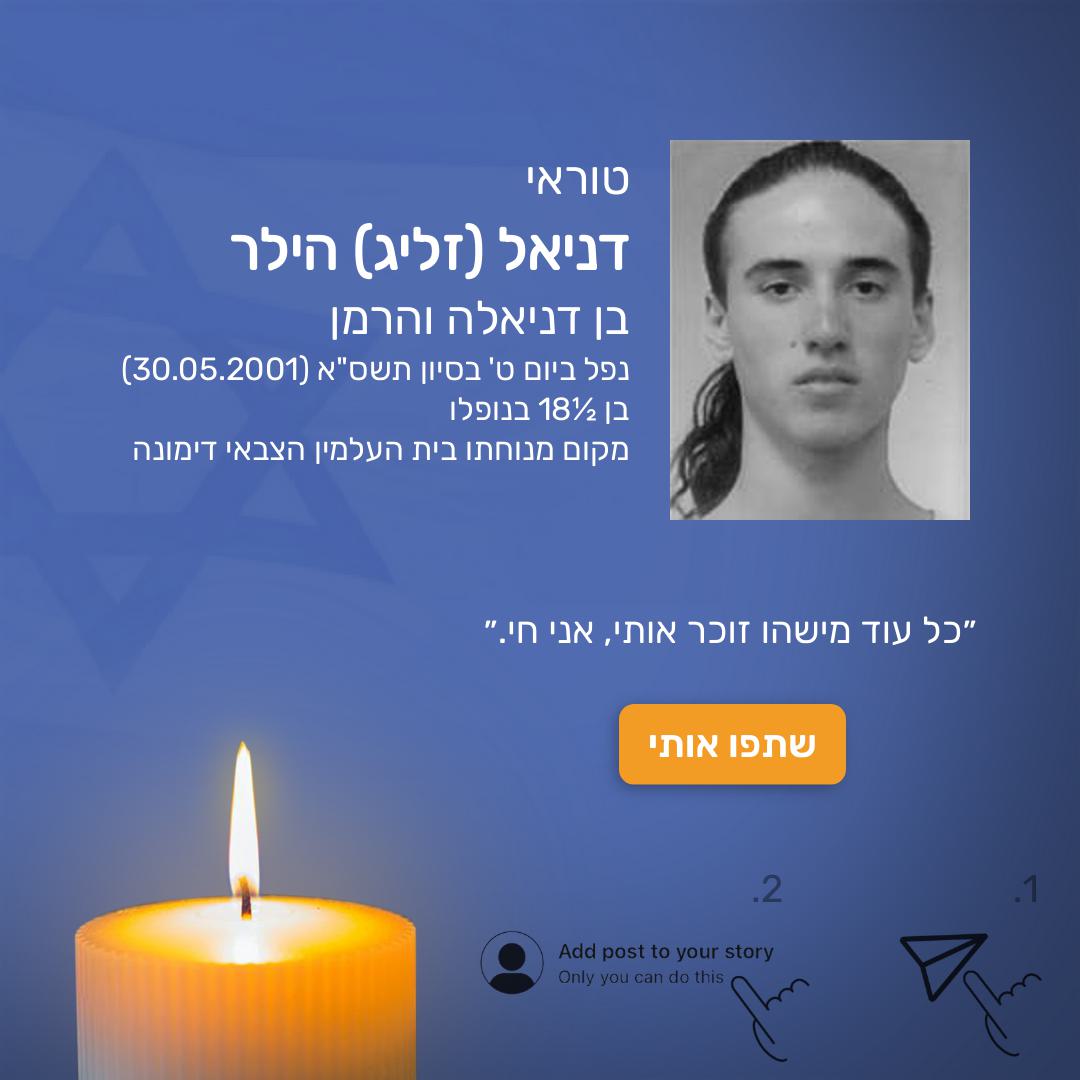 טוראי
דניאל (זליג) הילר
בן דניאלה והרמן
נפל ביום ט' בסיון תשס"א (30.05.2001)
בן 18½ בנופלו
מקום מנוחתו בית העלמין הצבאי דימונה
״כל עוד מישהו זוכר אותי, אני חי.״
שתפו אותי
1.
2.
Add post to your story
Only you can do this